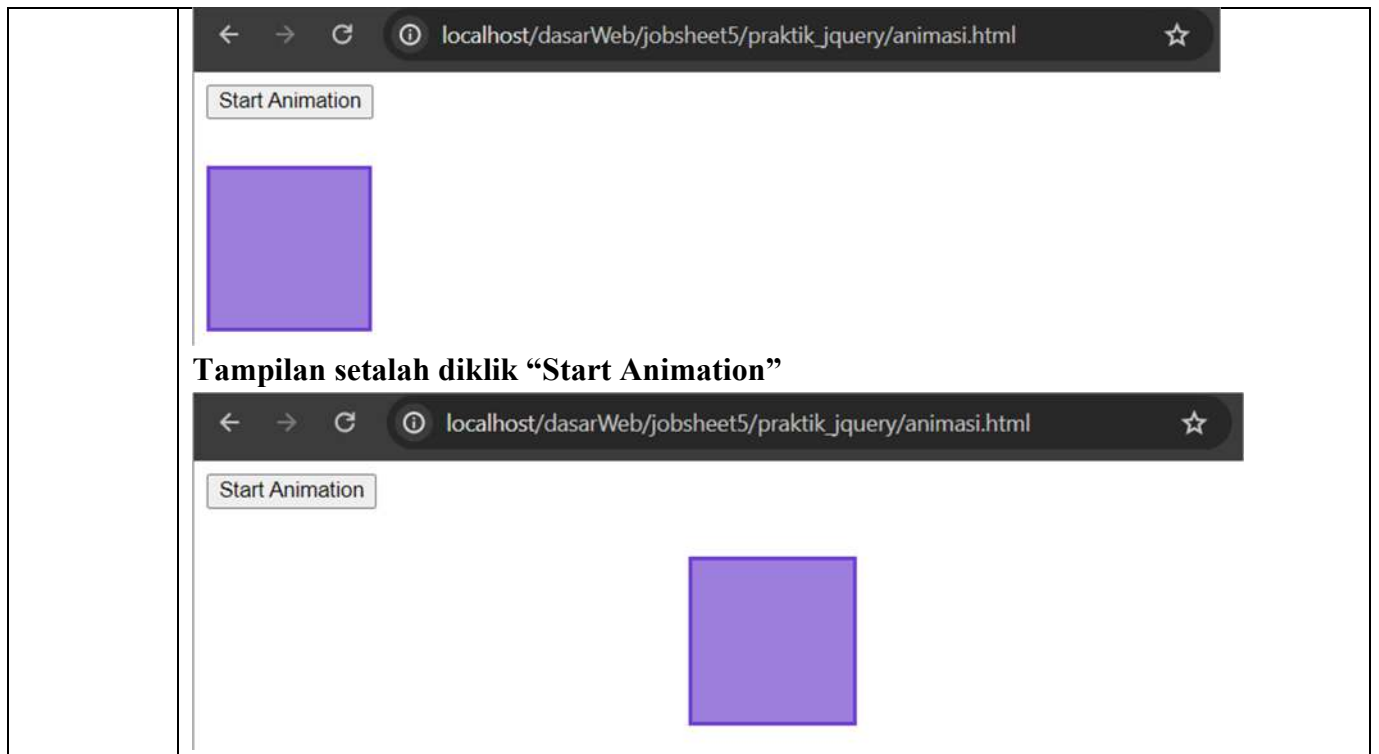 localhost/dasarWeb/jobsheet5/praktik_jquery/animasi.html
Start Animation
Tampilan setalah diklik “Start Animation”
localhost/dasarWeb/jobsheet5/praktik_jquery/animasi.html
Start Animation